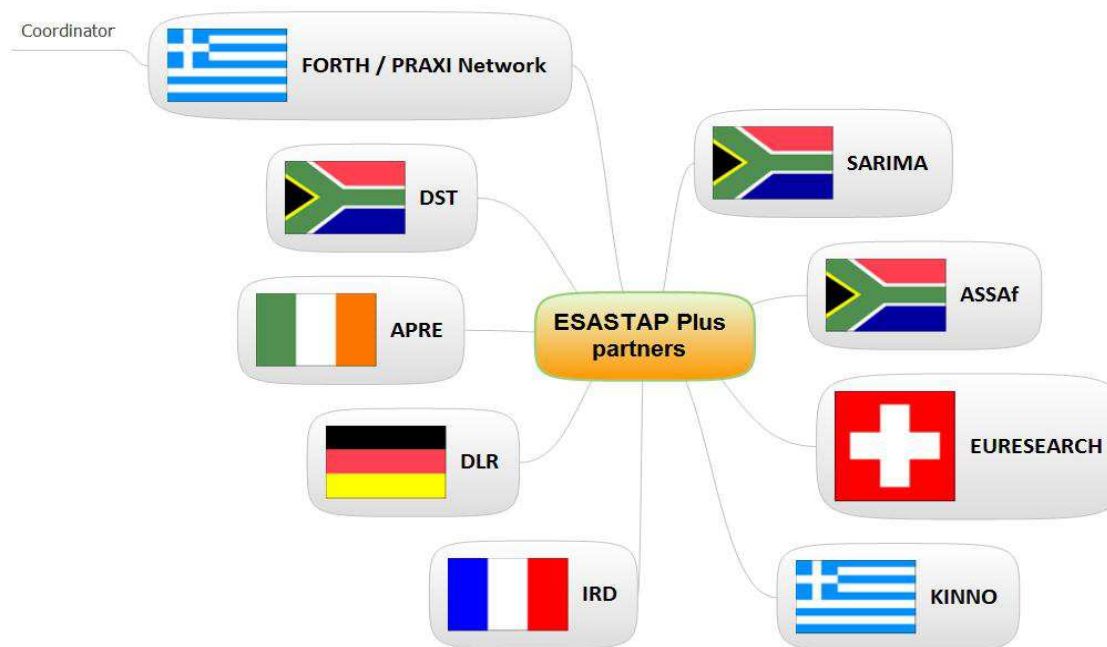 Coordinator
FORTH / PRAXI Network
SARIMA
DST
ASSAf
ESASTAP Plus
partners
APRE
EURESEARCH
DLR
IRD
KINNO